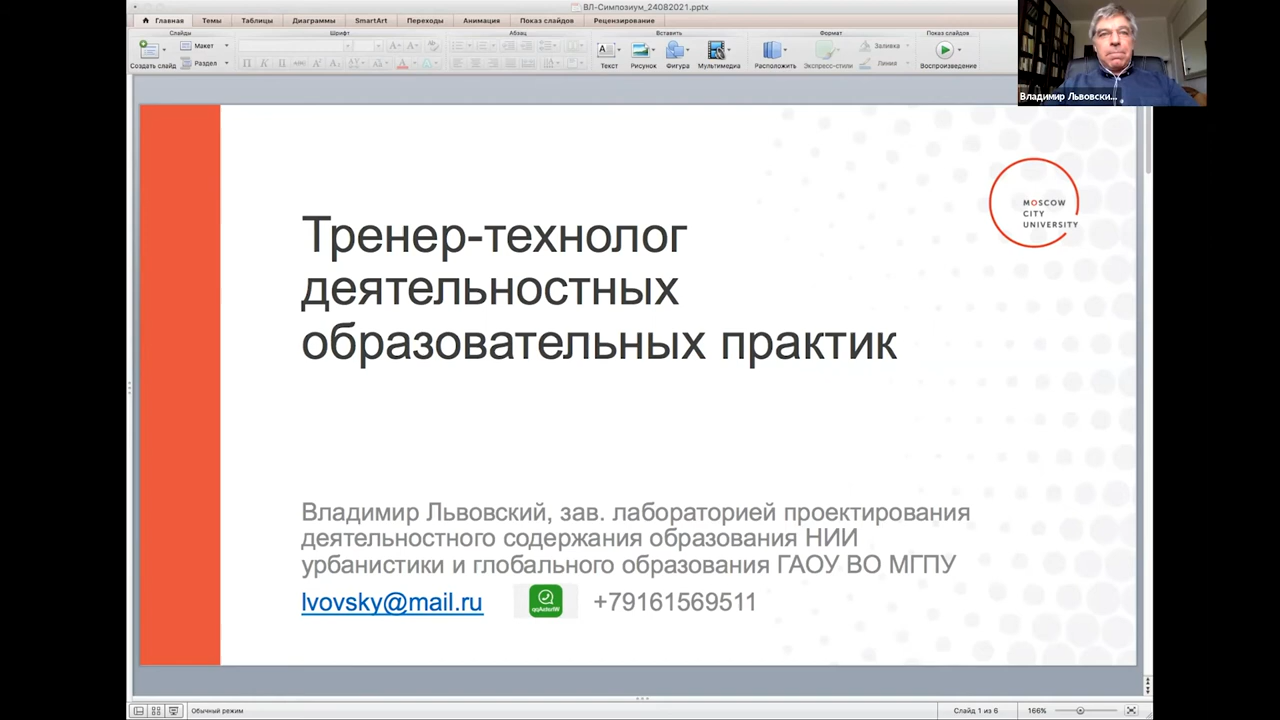 ВЛ-Симпозиум_24082021.pptx
Главная
Темы
Таблицы
Диаграммы
SmartArt
Переходы
Анимация
Показ слайдов
Рецензирование
Слайды
Шрифт
Абзац
Вставить
Формат
Показ слайдов
Создать слайд
Макет
Раздел
Текст
Рисунок
Фигура
Мультимедиа
Расположить
Экспресс-стили
Заливка
Линия
Воспроизведение
Владимир Львовски...
MOSCOW
CITY
UNIVERSITY
Тренер-технолог
деятельностных
образовательных практик
Владимир Львовский, зав. лабораторией проектирования
деятельностного содержания образования НИИ
урбанистики и глобального образования ГАОУ ВО МГПУ
lvovsky@mail.ru +79161569511
Обычный режим
Слайд 1 из 6
166%